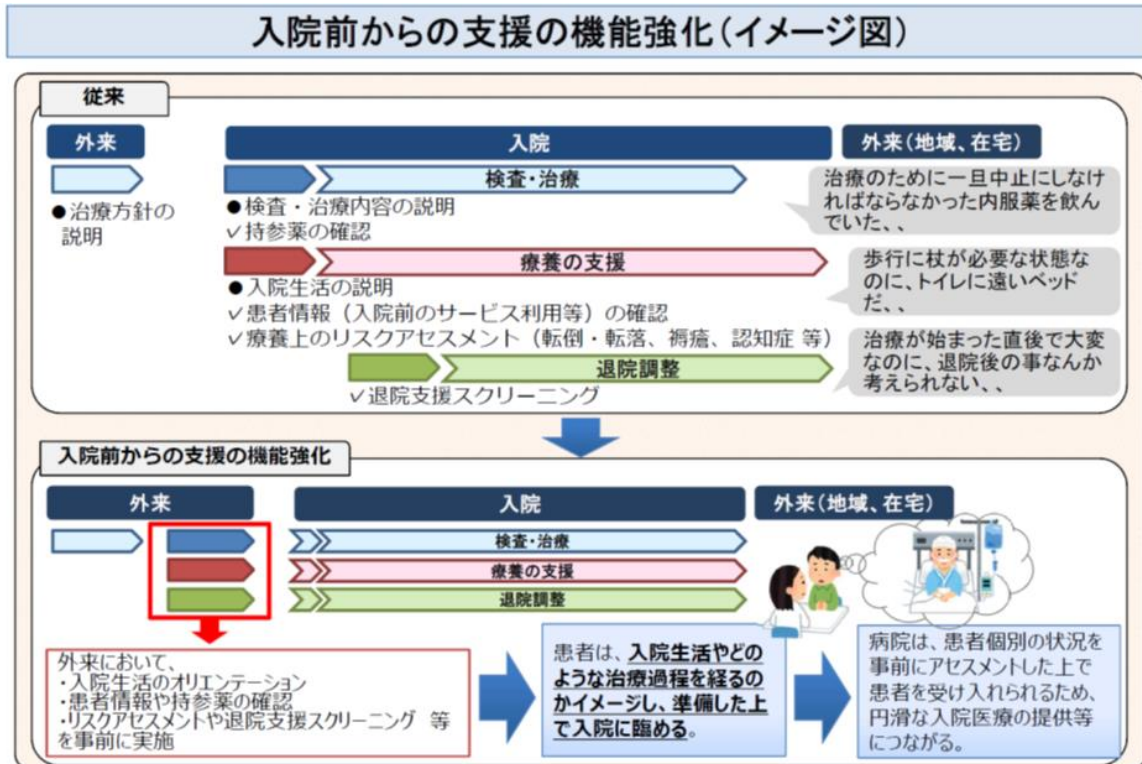 入院前からの支援の機能強化(イメージ図)
従来
外来
入院
外来(地域、在宅)
●治療方針の
説明
検査・治療
●検査・治療内容の説明
✓持参薬の確認
療養の支援
●入院生活の説明
✓患者情報(入院前のサービス利用等)の確認
✓療養上のリスクアセスメント(転倒・転落、褥瘡、認知症 等)
退院調整
✓退院支援スクリーニング
治療のために一旦中止にしなけ
ればならなかった内服薬を飲ん
でいた、、
歩行に杖が必要な状態な
のに、トイレに遠いベッド
だ、、
治療が始まった直後で大変
なのに、退院後の事なんか
考えられない、、
入院前からの支援の機能強化
外来
入院
外来(地域、在宅)
検査・治療
療養の支援
退院調整
外来において、
・入院生活のオリエンテーション
・患者情報や持参薬の確認
・リスクアセスメントや退院支援スクリーニング 等
を事前に実施
患者は、入院生活やどの
ような治療過程を経るの
かイメージし、準備した上
で入院に臨める。
病院は、患者個別の状況を
事前にアセスメントした上で
患者を受け入れられるため、
円滑な入院医療の提供等
につながる。